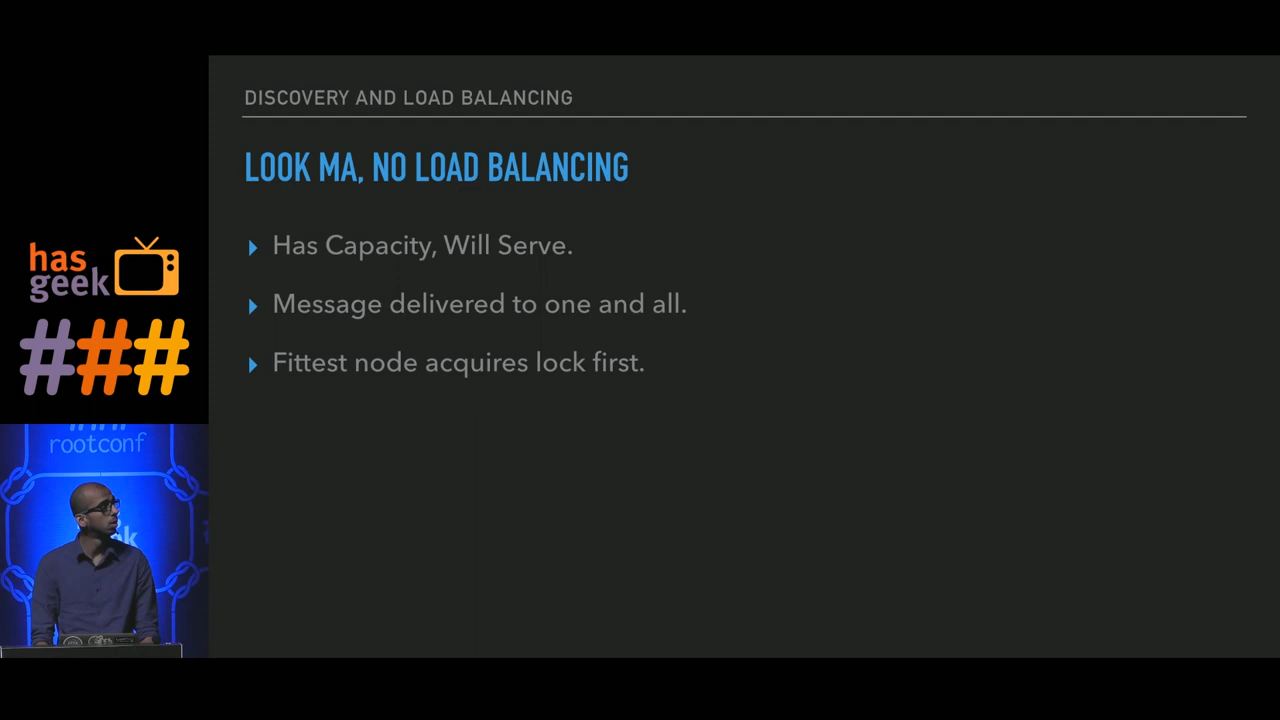 DISCOVERY AND LOAD BALANCING
LOOK MA, NO LOAD BALANCING
Has Capacity, Will Serve.
Message delivered to one and all.
Fittest node acquires lock first.
has
geek
###
rootconf